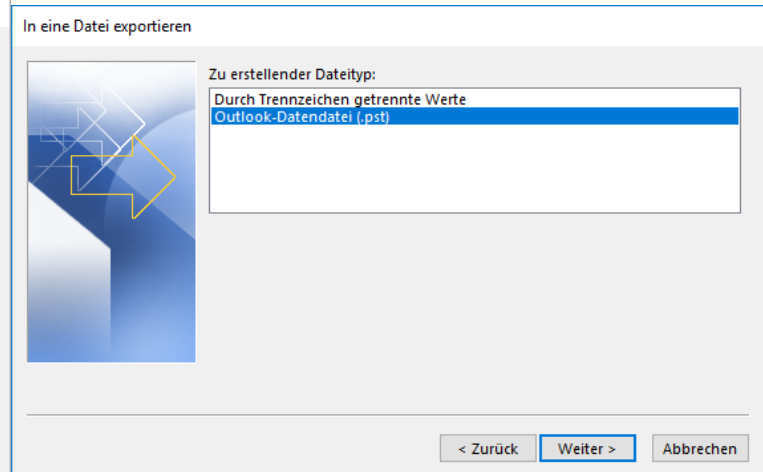 In eine Datei exportieren
Zu erstellender Dateityp:
Durch Trennzeichen getrennte Werte
Outlook-Datendatei (.pst)
< Zurück
Weiter >
Abbrechen